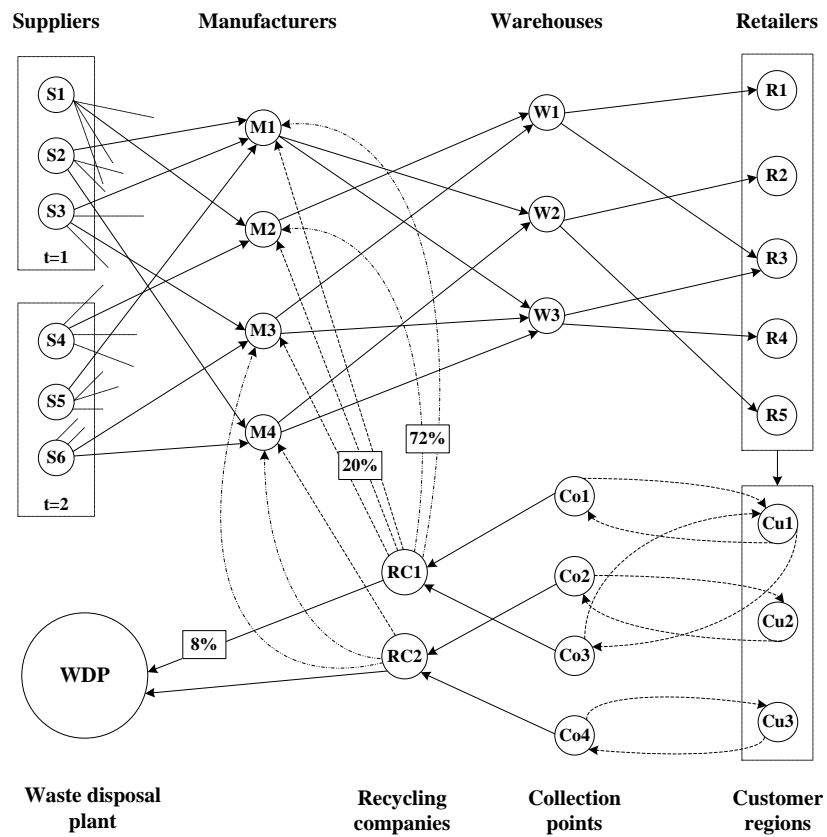 Suppliers Manufacturers Warehouses Retailers
S1
S2
S3
t=1
S4
S5
S6
t=2
M1
M2
M3
M4
W1
W2
W3
R1
R2
R3
R4
R5
72%
20%
8%
Co1
Co2
Co3
Co4
Cu1
Cu2
Cu3
RC1
RC2
WDP
Waste disposal
plant
Recycling
companies
Collection
points
Customer
regions